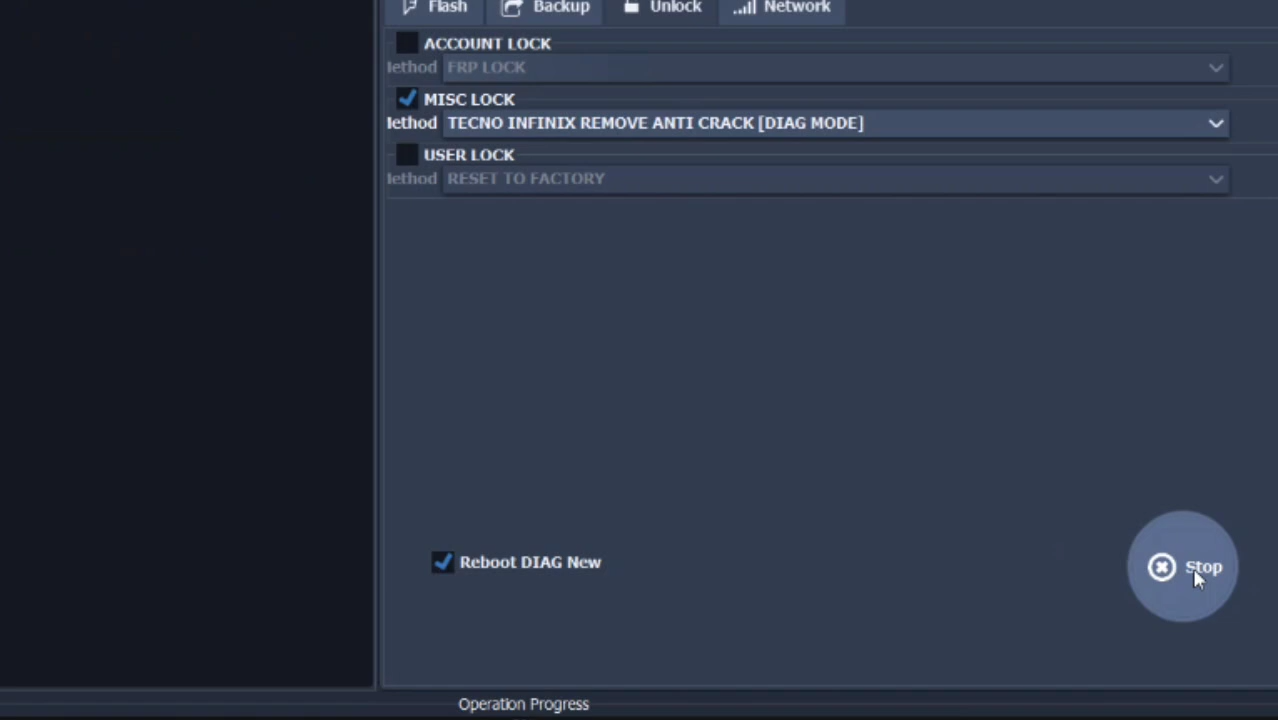 Flash Backup Unlock Network
ACCOUNT LOCK
lethod FRP LOCK
MISC LOCK
lethod TECNO INFINIX REMOVE ANTI CRACK [DIAG MODE]
USER LOCK
lethod RESET TO FACTORY
Reboot DIAG New
Stop
Operation Progress